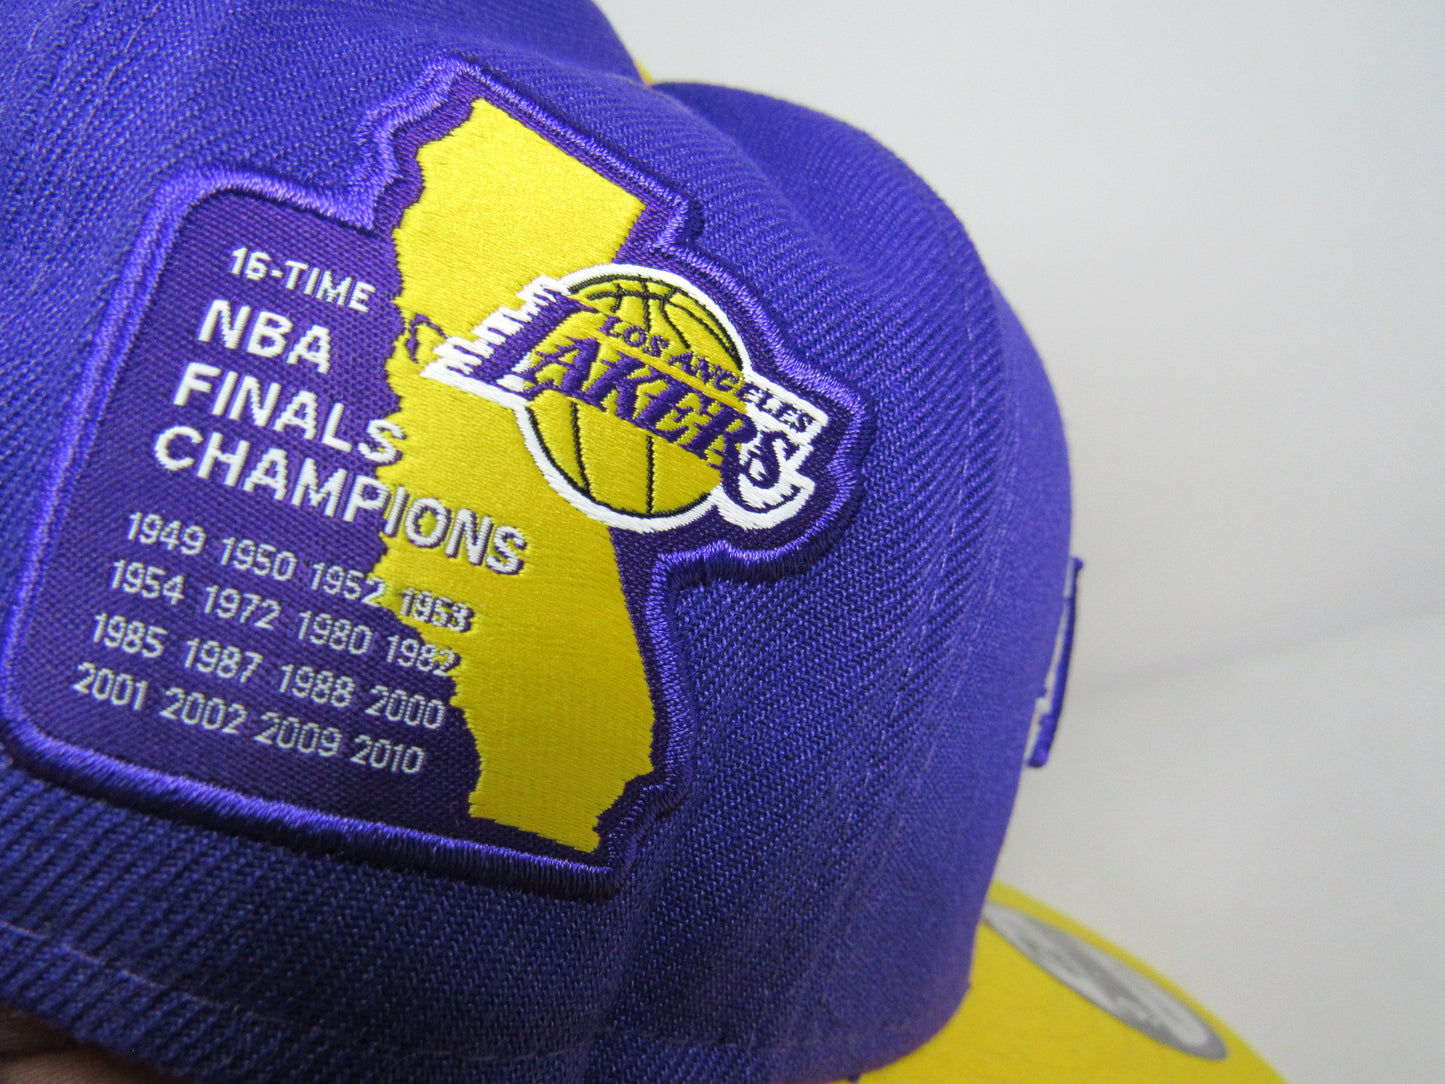 16-TIME
NBA
FINALS
CHAMPIONS
1949 1950 1952 1953
1954 1972 1980 1982
1985 1987 1988 2000
2001 2002 2009 2010
LOS ANGELES
LAKERS